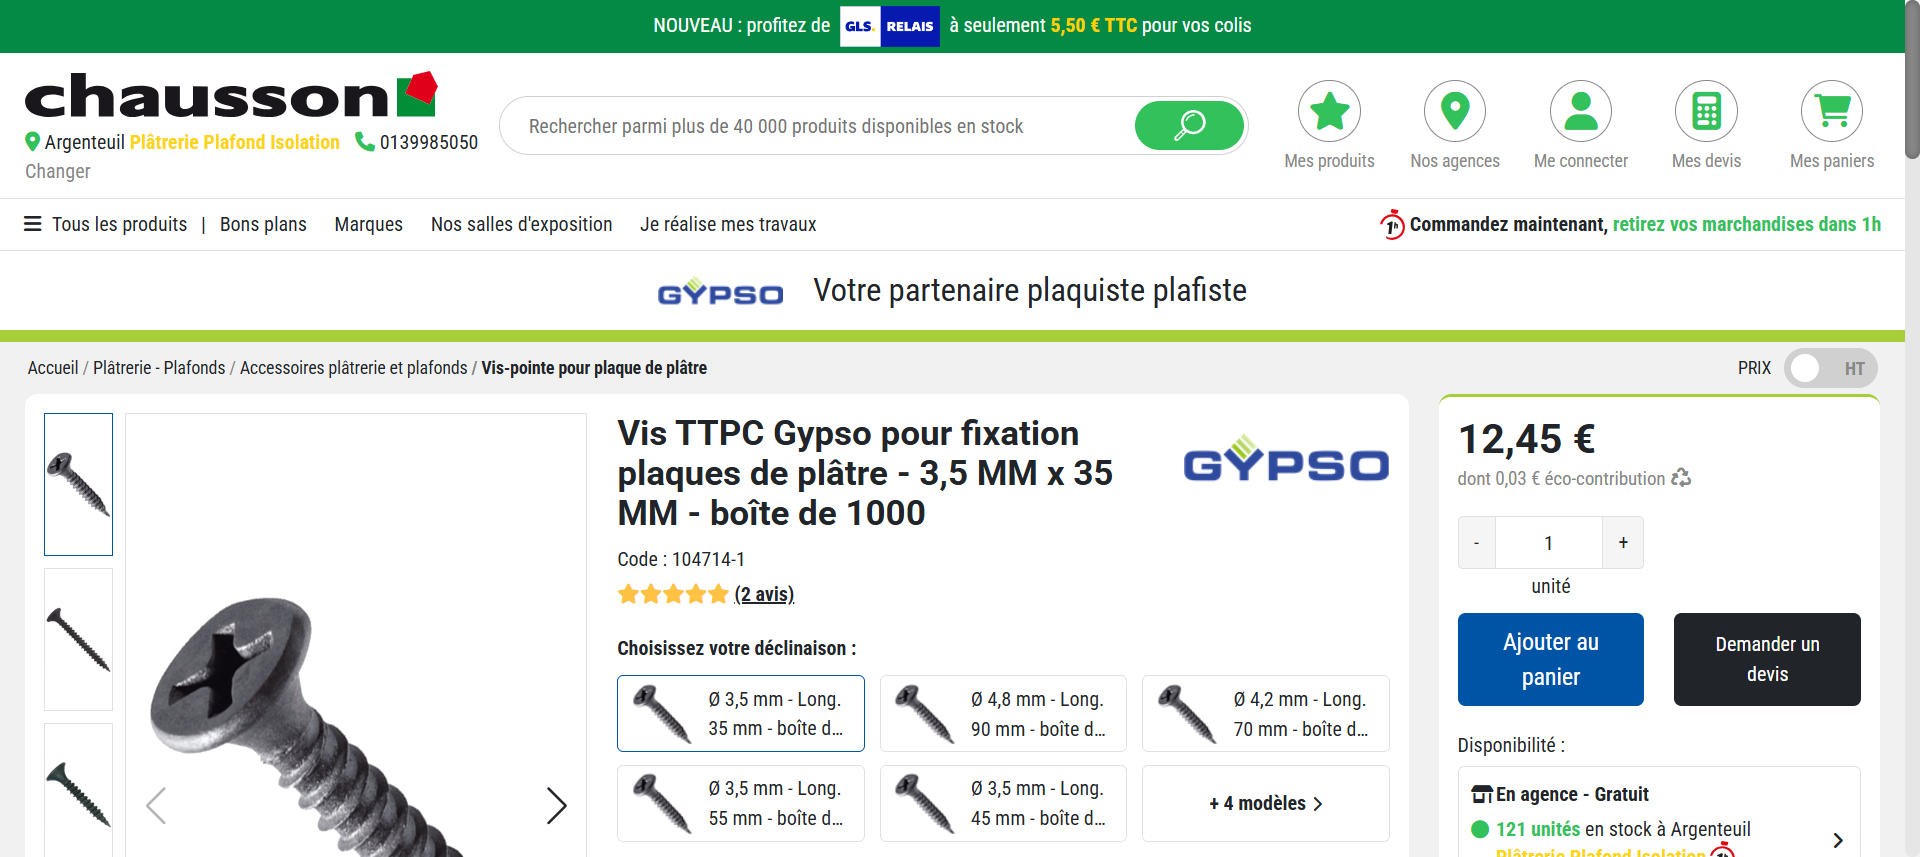 NOUVEAU : profitez de GLS. RELAIS à seulement 5,50 € TTC pour vos colis
chausson
Argenteuil Plâtrerie Plafond Isolation 0139985050
Changer
Rechercher parmi plus de 40 000 produits disponibles en stock
Mes produits
Nos agences
Me connecter
Mes devis
Mes paniers
Tous les produits | Bons plans Marques Nos salles d'exposition Je réalise mes travaux
1h Commandez maintenant, retirez vos marchandises dans 1h
GYPSO Votre partenaire plaquiste plafiste
Accueil / Plâtrerie - Plafonds / Accessoires plâtrerie et plafonds / Vis-pointe pour plaque de plâtre
PRIX HT
Vis TTPC Gypso pour fixation
plaques de plâtre - 3,5 MM x 35
MM - boîte de 1000
GYPSO
Code : 104714-1
(2 avis)
Choisissez votre déclinaison :
Ø 3,5 mm - Long.
35 mm - boîte d...
Ø 4,8 mm - Long.
90 mm - boîte d...
Ø 4,2 mm - Long.
70 mm - boîte d...
Ø 3,5 mm - Long.
55 mm - boîte d...
Ø 3,5 mm - Long.
45 mm - boîte d...
+ 4 modèles
12,45 €
dont 0,03 € éco-contribution
- 1 +
unité
Ajouter au
panier
Demander un
devis
Disponibilité :
En agence - Gratuit
121 unités en stock à Argenteuil
Plâtrerie Plafond Isolation